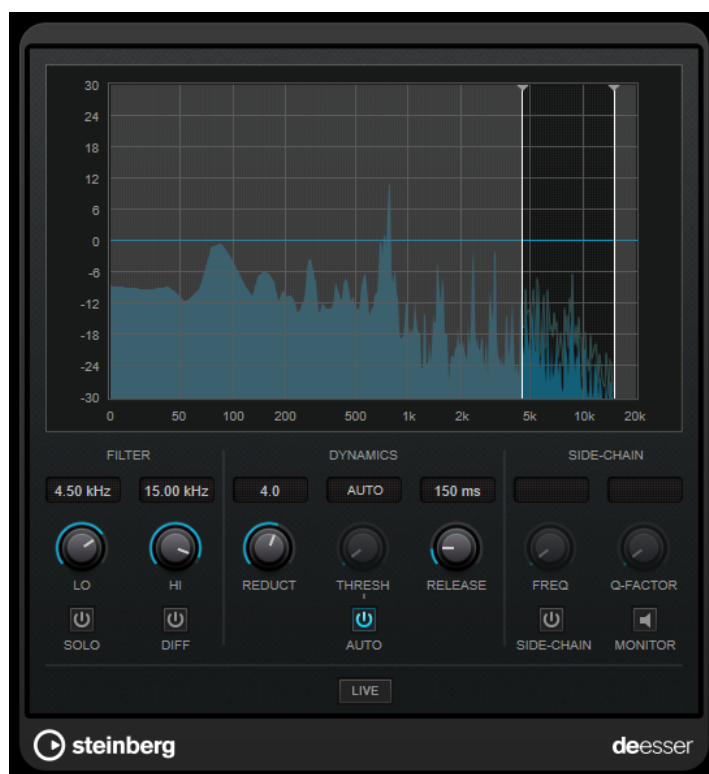 30
24
18
12
6
0
-6
-12
-18
-24
-30
0 50 100 200 500 1k 2k 5k 10k 20k
FILTER DYNAMICS SIDE-CHAIN
4.50 kHz 15.00 kHz 4.0 AUTO 150 ms
LO HI REDUCT THRESH RELEASE FREQ Q-FACTOR
SOLO DIFF AUTO SIDE-CHAIN MONITOR
LIVE
steinberg deesser